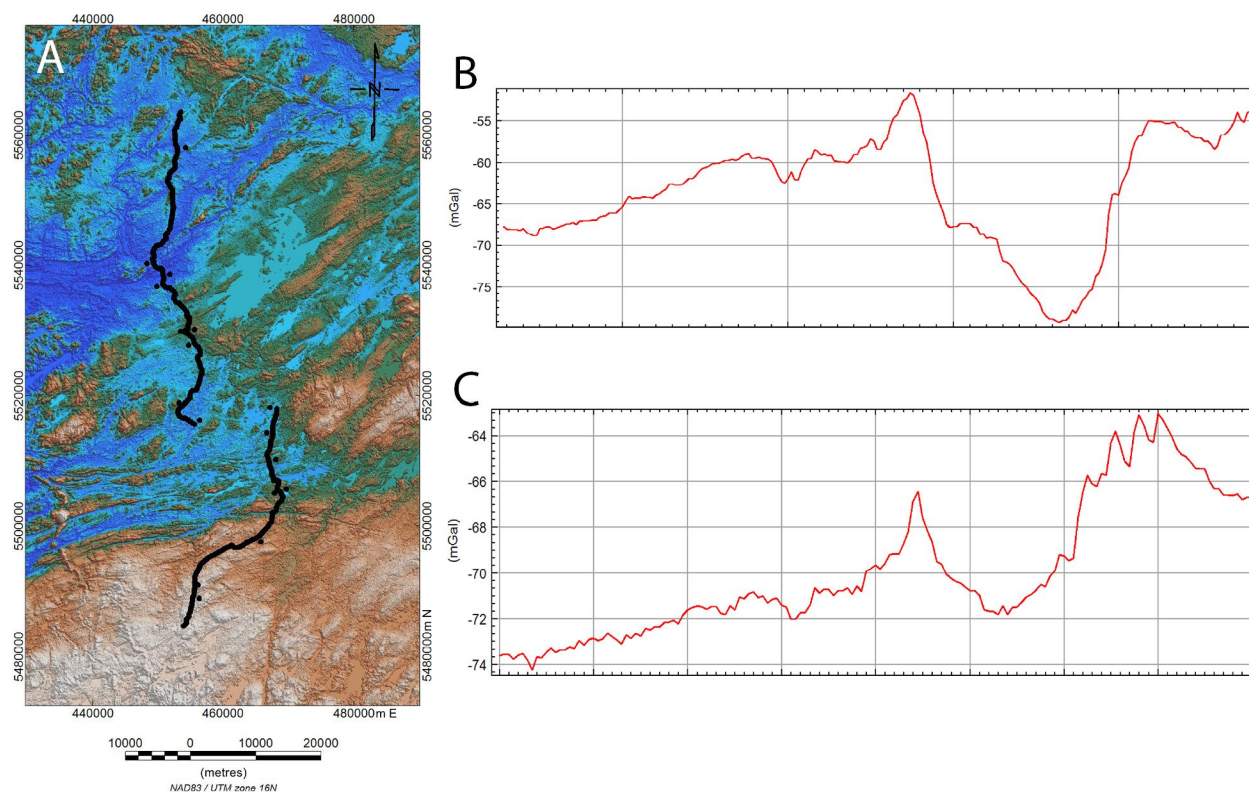 440000 460000 480000
A
N
5560000 5560000
5540000 5540000
5520000 5520000
5500000 5500000
5480000 5480000m N
440000 460000 480000m E
10000 0 10000 20000
(metres)
NAD83 / UTM zone 16N
B
-55
-60
-65
-70
-75
(mGal)
C
-64
-66
-68
-70
-72
-74
(mGal)